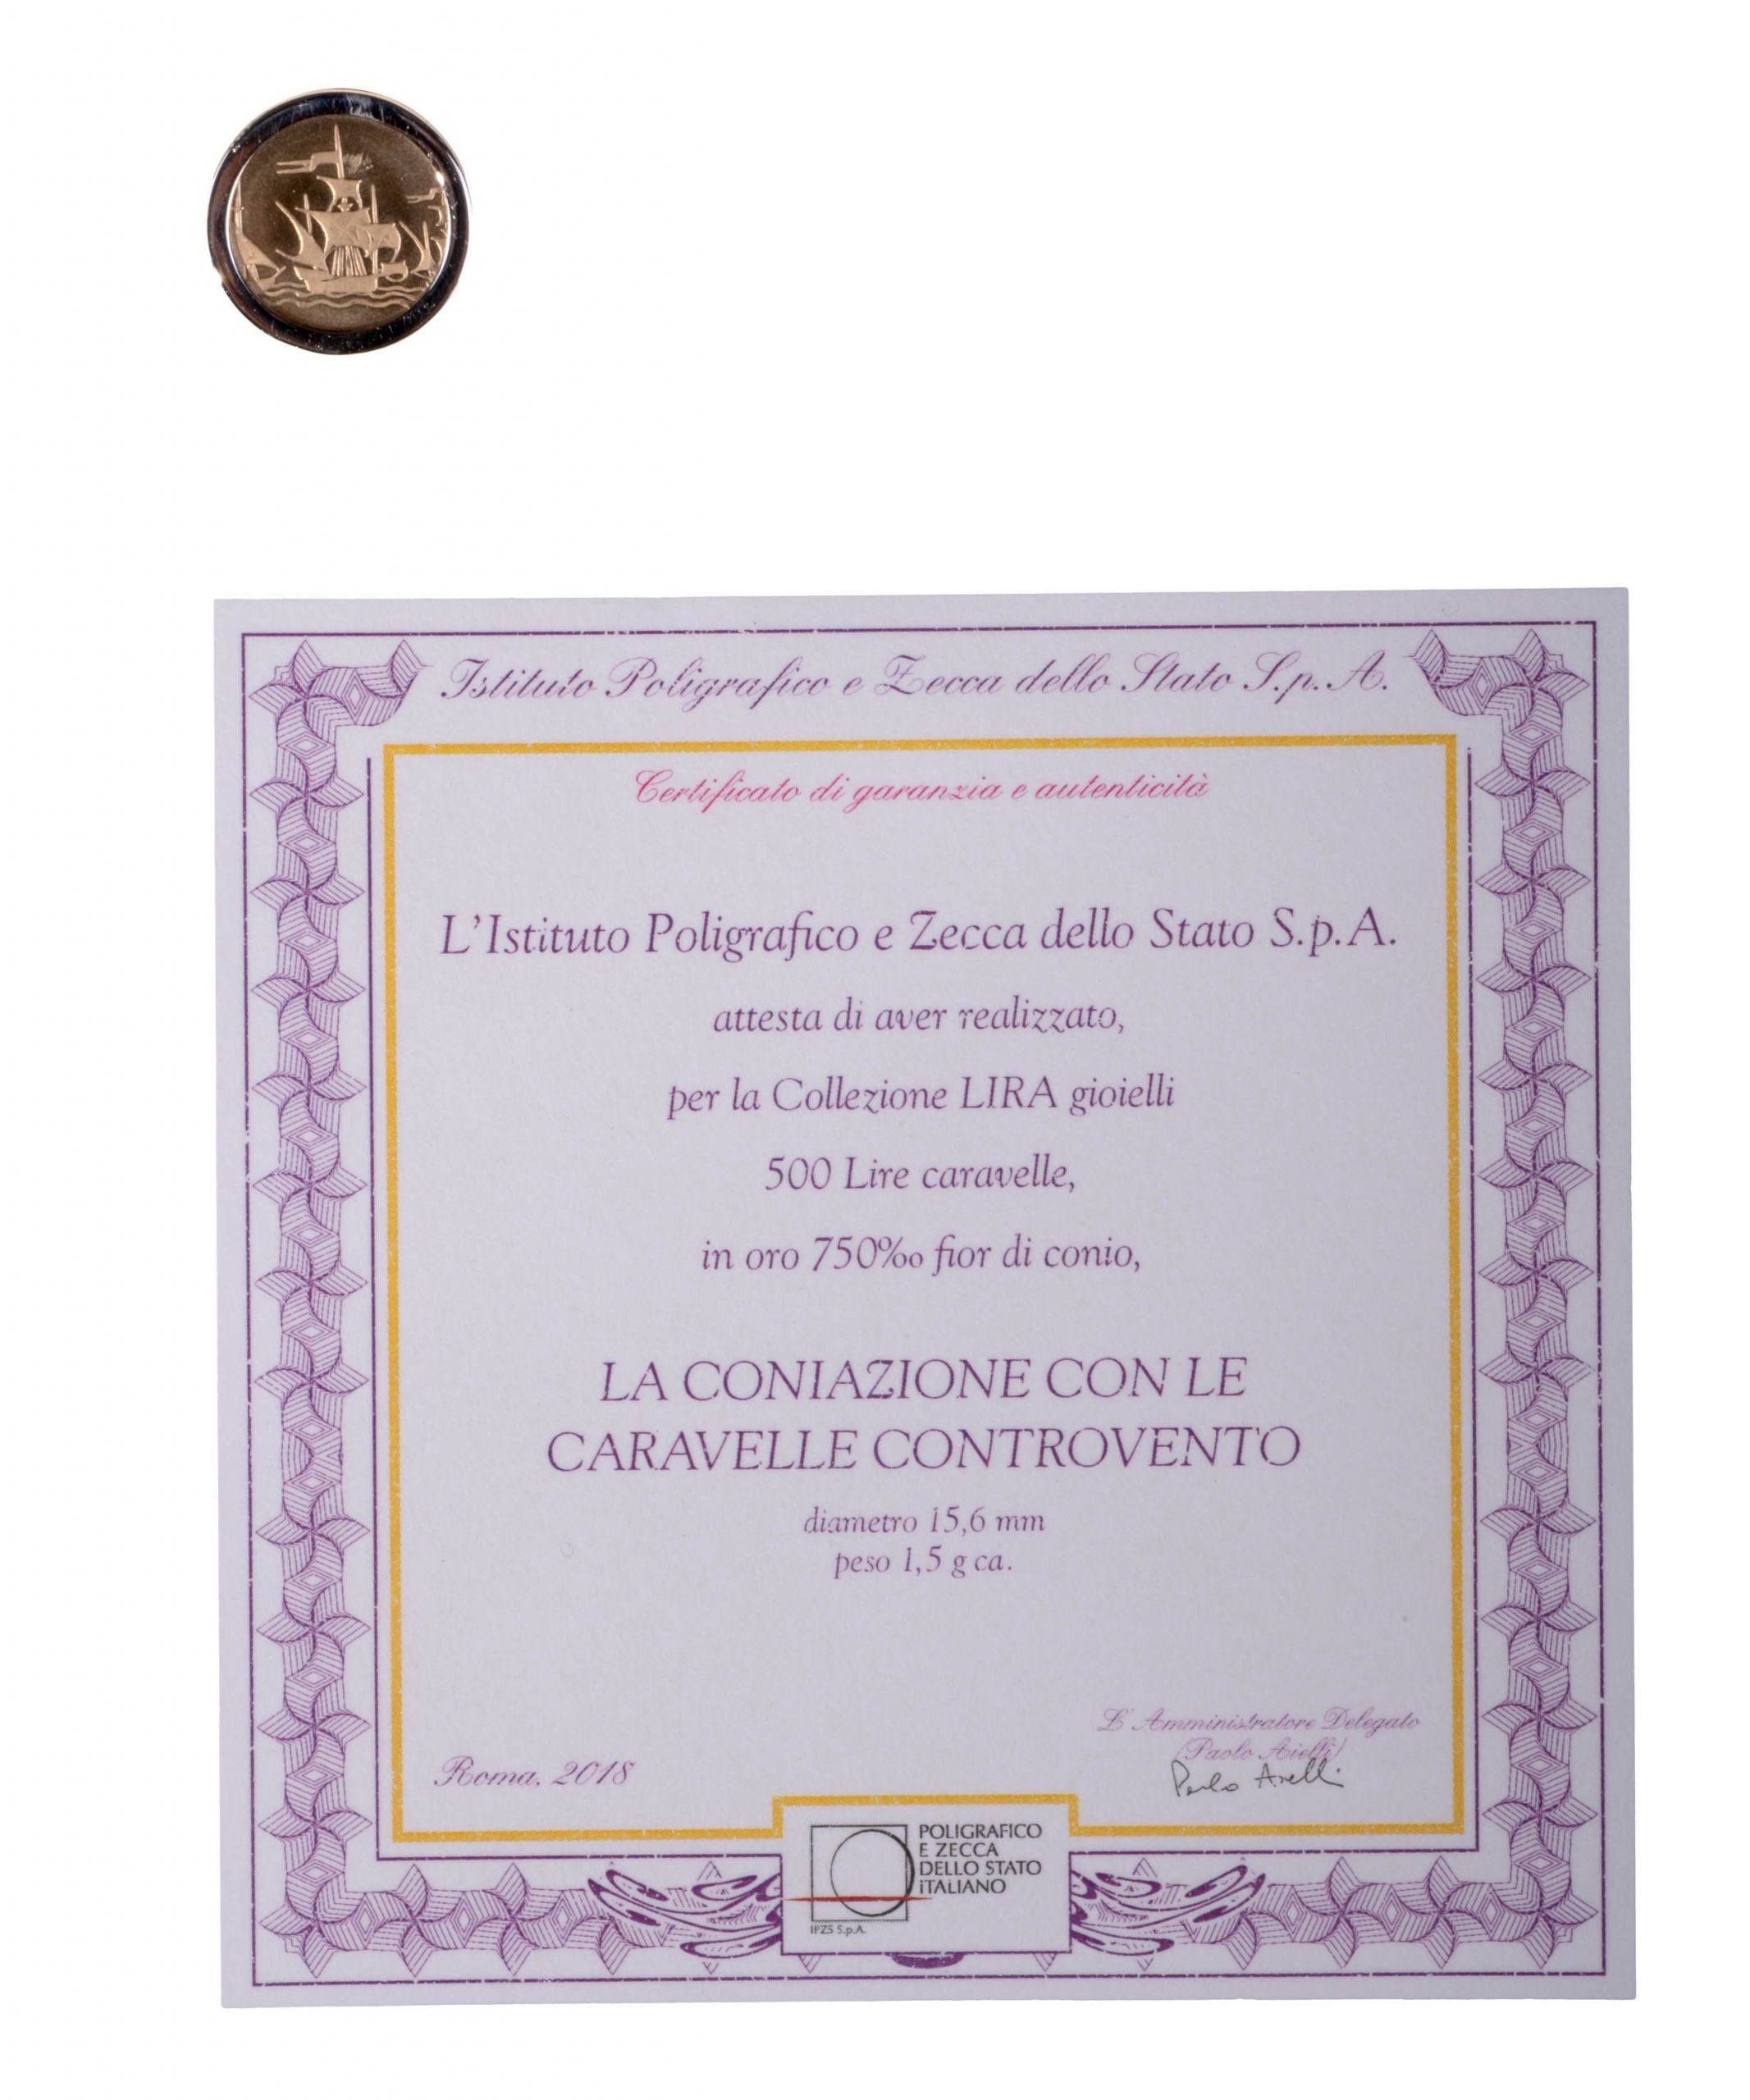 Istituto Poligrafico e Zecca dello Stato S.p.A.
Certificato di garanzia e autenticità
L'Istituto Poligrafico e Zecca dello Stato S.p.A.
attesta di aver realizzato,
per la Collezione LIRA gioielli
500 Lire caravelle,
in oro 750‰ fior di conio,
LA CONIAZIONE CON LE
CARAVELLE CONTROVENTO
diametro 15,6 mm
peso 1,5 g ca.
L'Amministratore Delegato
(Paolo Aielli)
Paolo Aielli
Roma, 2018
POLIGRAFICO
E ZECCA
DELLO STATO
ITALIANO
IPZS S.p.A.